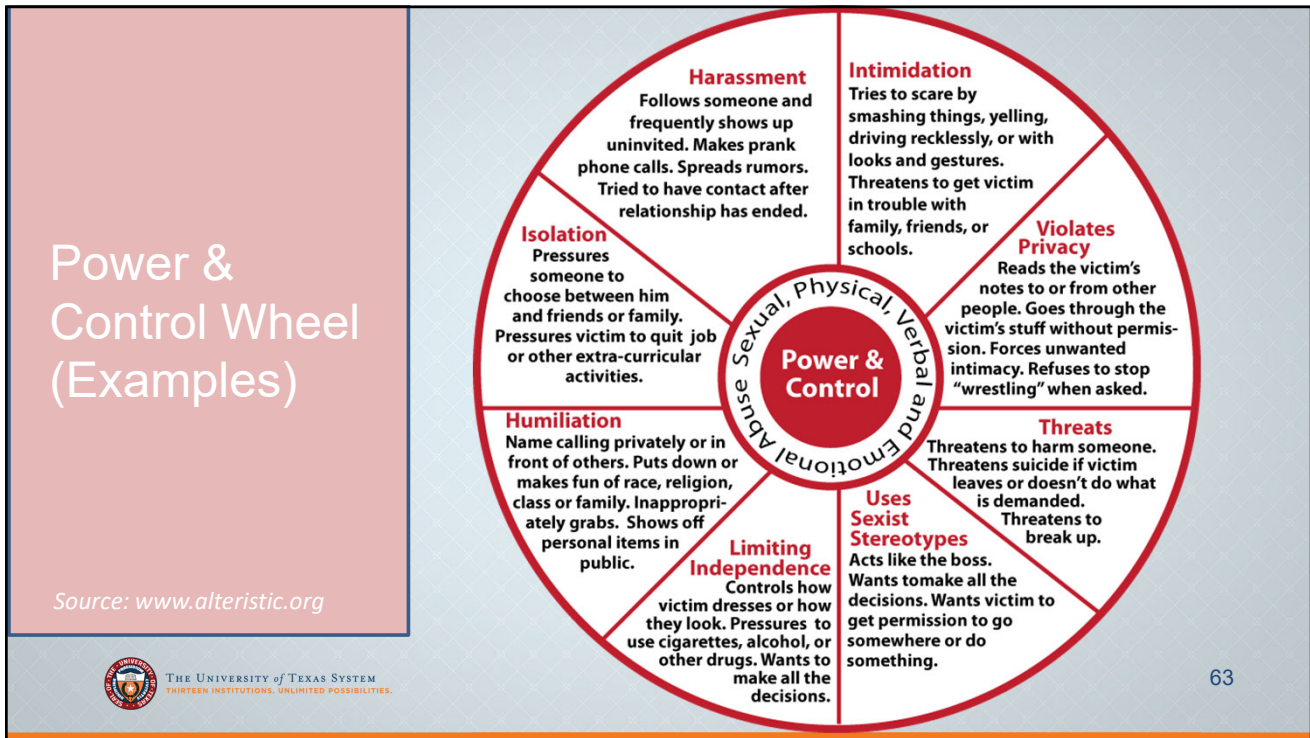 Power &
Control Wheel
(Examples)
Source: www.alteristic.org
Harassment
Follows someone and
frequently shows up
uninvited. Makes prank
phone calls. Spreads rumors.
Tried to have contact after
relationship has ended.
Intimidation
Tries to scare by
smashing things, yelling,
driving recklessly, or with
looks and gestures.
Threatens to get victim
in trouble with
family, friends, or
schools.
Violates
Privacy
Reads the victim’s
notes to or from other
people. Goes through the
victim’s stuff without permis-
sion. Forces unwanted
intimacy. Refuses to stop
“wrestling” when asked.
Threats
Threatens to harm someone.
Threatens suicide if victim
leaves or doesn’t do what
is demanded.
Threatens to
break up.
Uses
Sexist
Stereotypes
Acts like the boss.
Wants tomake all the
decisions. Wants victim to
get permission to go
somewhere or do
something.
Limiting
Independence
Controls how
victim dresses or how
they look. Pressures to
use cigarettes, alcohol, or
other drugs. Wants to
make all the
decisions.
Humiliation
Name calling privately or in
front of others. Puts down or
makes fun of race, religion,
class or family. Inappropri-
ately grabs. Shows off
personal items in
public.
Isolation
Pressures
someone to
choose between him
and friends or family.
Pressures victim to quit job
or other extra-curricular
activities.
Sexual, Physical, Verbal and Emotional Abuse
Power &
Control
THE UNIVERSITY of TEXAS SYSTEM
THIRTEEN INSTITUTIONS. UNLIMITED POSSIBILITIES.
63